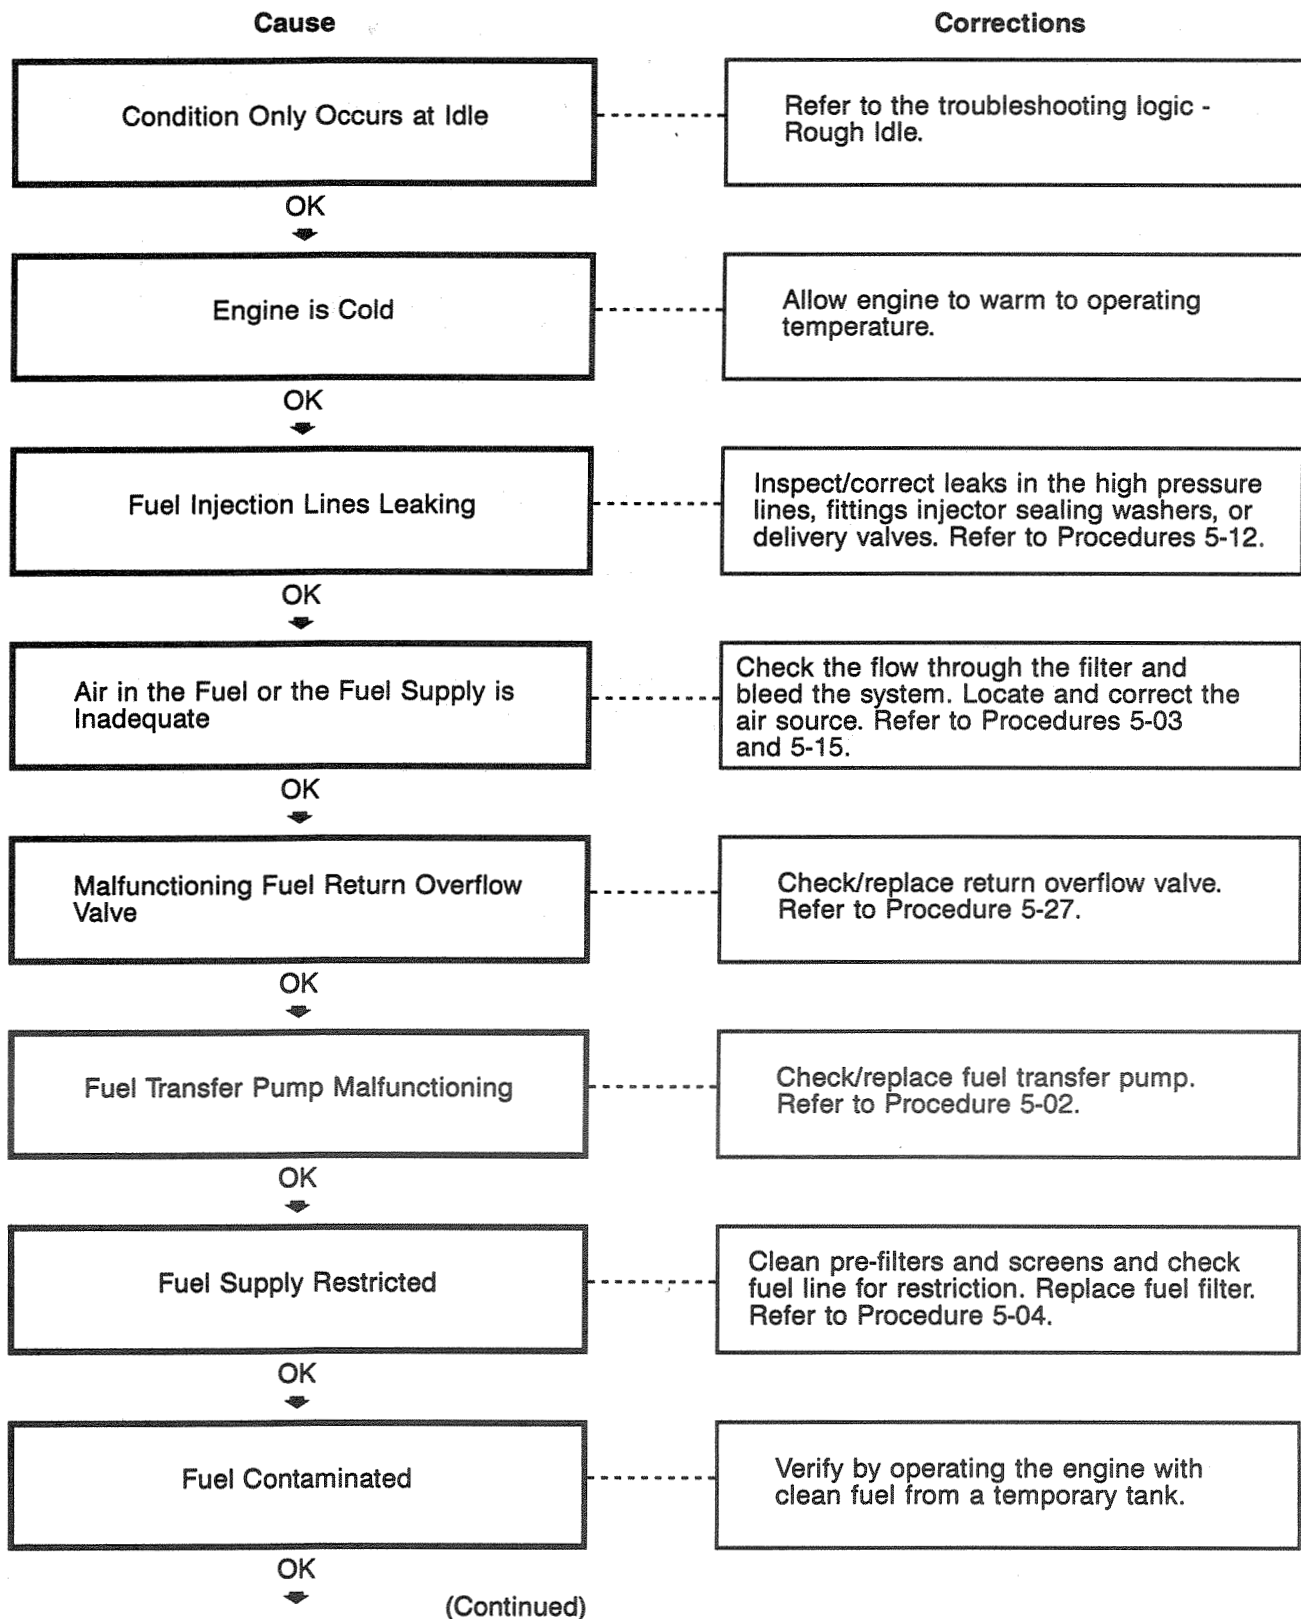 Cause
Corrections
Condition Only Occurs at Idle
Refer to the troubleshooting logic -
Rough Idle.
OK
Engine is Cold
Allow engine to warm to operating
temperature.
OK
Fuel Injection Lines Leaking
Inspect/correct leaks in the high pressure
lines, fittings injector sealing washers, or
delivery valves. Refer to Procedures 5-12.
OK
Air in the Fuel or the Fuel Supply is
Inadequate
Check the flow through the filter and
bleed the system. Locate and correct the
air source. Refer to Procedures 5-03
and 5-15.
OK
Malfunctioning Fuel Return Overflow
Valve
Check/replace return overflow valve.
Refer to Procedure 5-27.
OK
Fuel Transfer Pump Malfunctioning
Check/replace fuel transfer pump.
Refer to Procedure 5-02.
OK
Fuel Supply Restricted
Clean pre-filters and screens and check
fuel line for restriction. Replace fuel filter.
Refer to Procedure 5-04.
OK
Fuel Contaminated
Verify by operating the engine with
clean fuel from a temporary tank.
OK
(Continued)